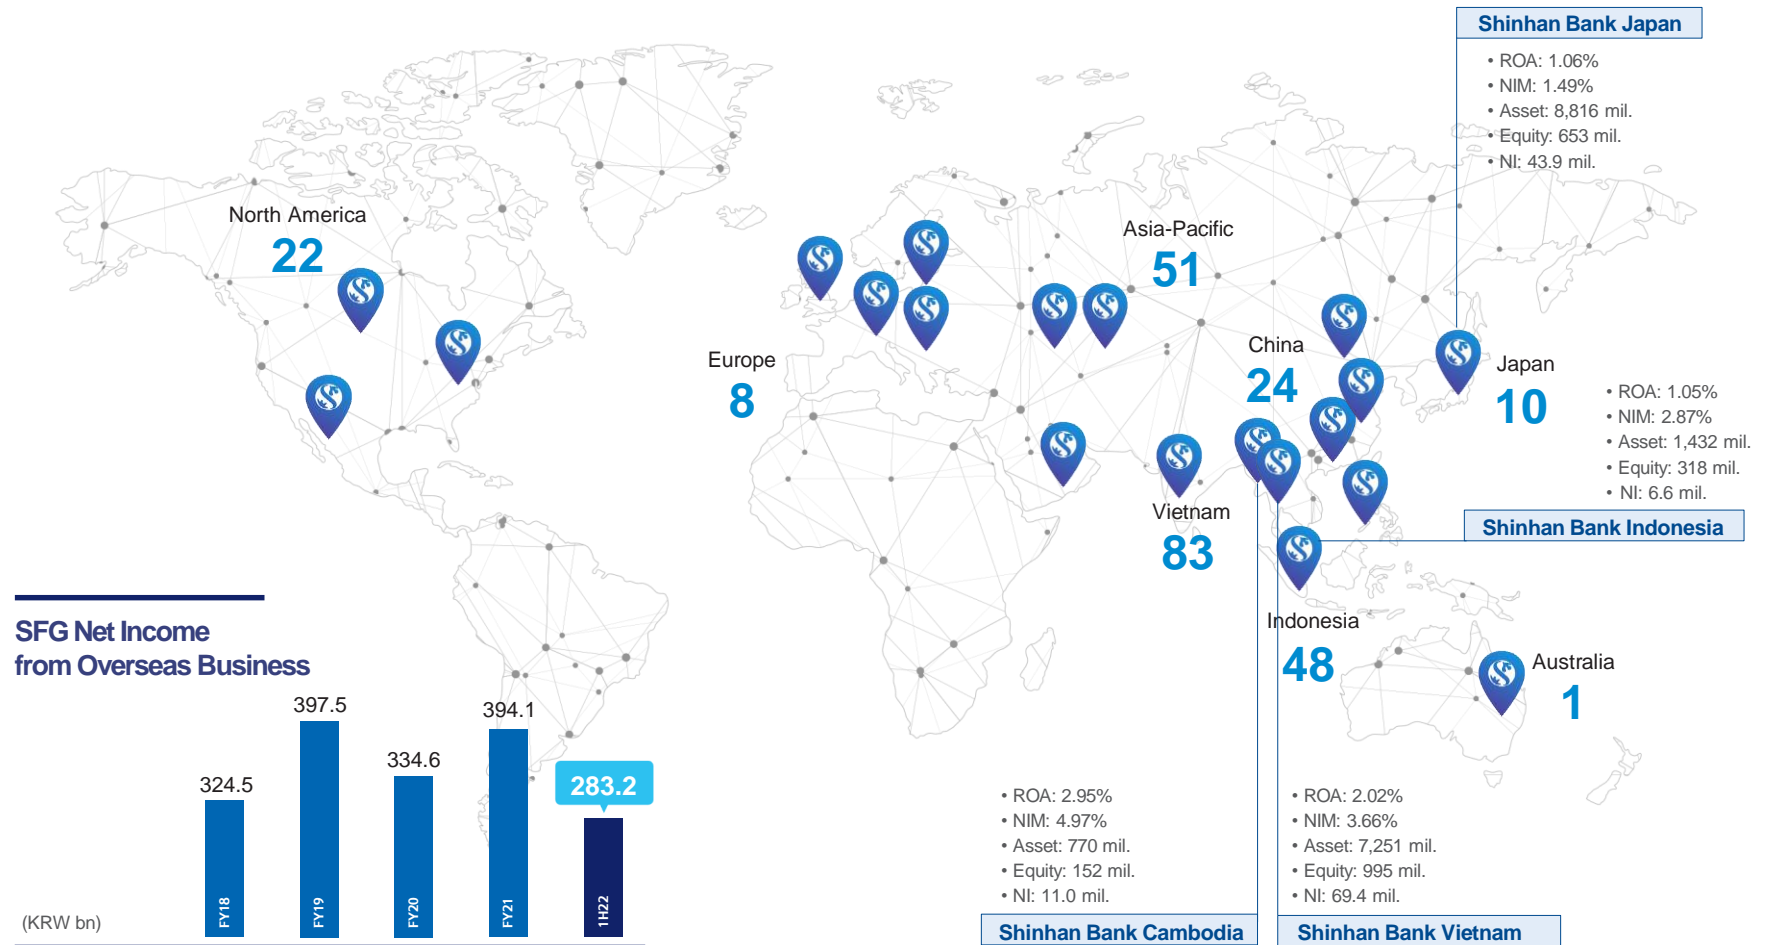 Shinhan Bank Japan
• ROA: 1.06%
• NIM: 1.49%
• Asset: 8,816 mil.
• Equity: 653 mil.
• NI: 43.9 mil.
North America
22
Asia-Pacific
51
Europe
8
China
24
Japan
10
• ROA: 1.05%
• NIM: 2.87%
• Asset: 1,432 mil.
• Equity: 318 mil.
• NI: 6.6 mil.
Shinhan Bank Indonesia
Vietnam
83
Indonesia
48
Australia
1
SFG Net Income
from Overseas Business
324.5
397.5
334.6
394.1
283.2
FY18
FY19
FY20
FY21
1H22
(KRW bn)
• ROA: 2.95%
• NIM: 4.97%
• Asset: 770 mil.
• Equity: 152 mil.
• NI: 11.0 mil.
Shinhan Bank Cambodia
• ROA: 2.02%
• NIM: 3.66%
• Asset: 7,251 mil.
• Equity: 995 mil.
• NI: 69.4 mil.
Shinhan Bank Vietnam